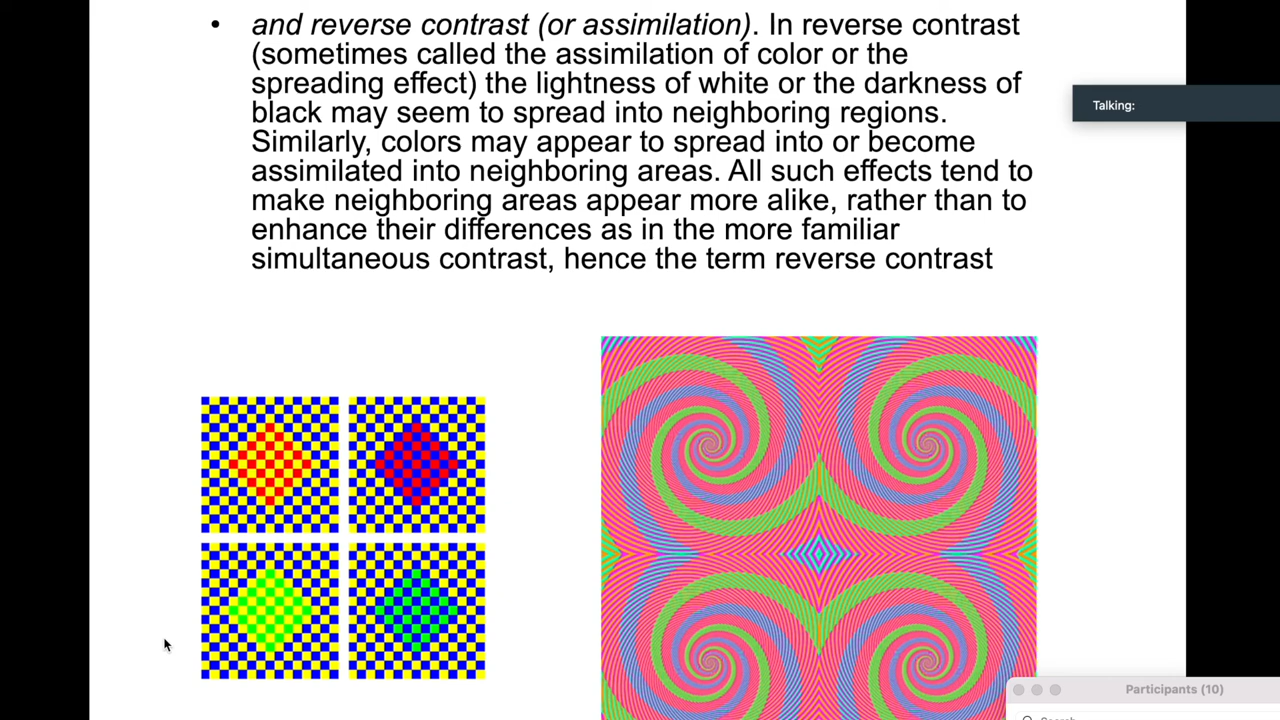 • and reverse contrast (or assimilation). In reverse contrast
(sometimes called the assimilation of color or the
spreading effect) the lightness of white or the darkness of
black may seem to spread into neighboring regions.
Similarly, colors may appear to spread into or become
assimilated into neighboring areas. All such effects tend to
make neighboring areas appear more alike, rather than to
enhance their differences as in the more familiar
simultaneous contrast, hence the term reverse contrast
Talking:
Participants (10)
Search